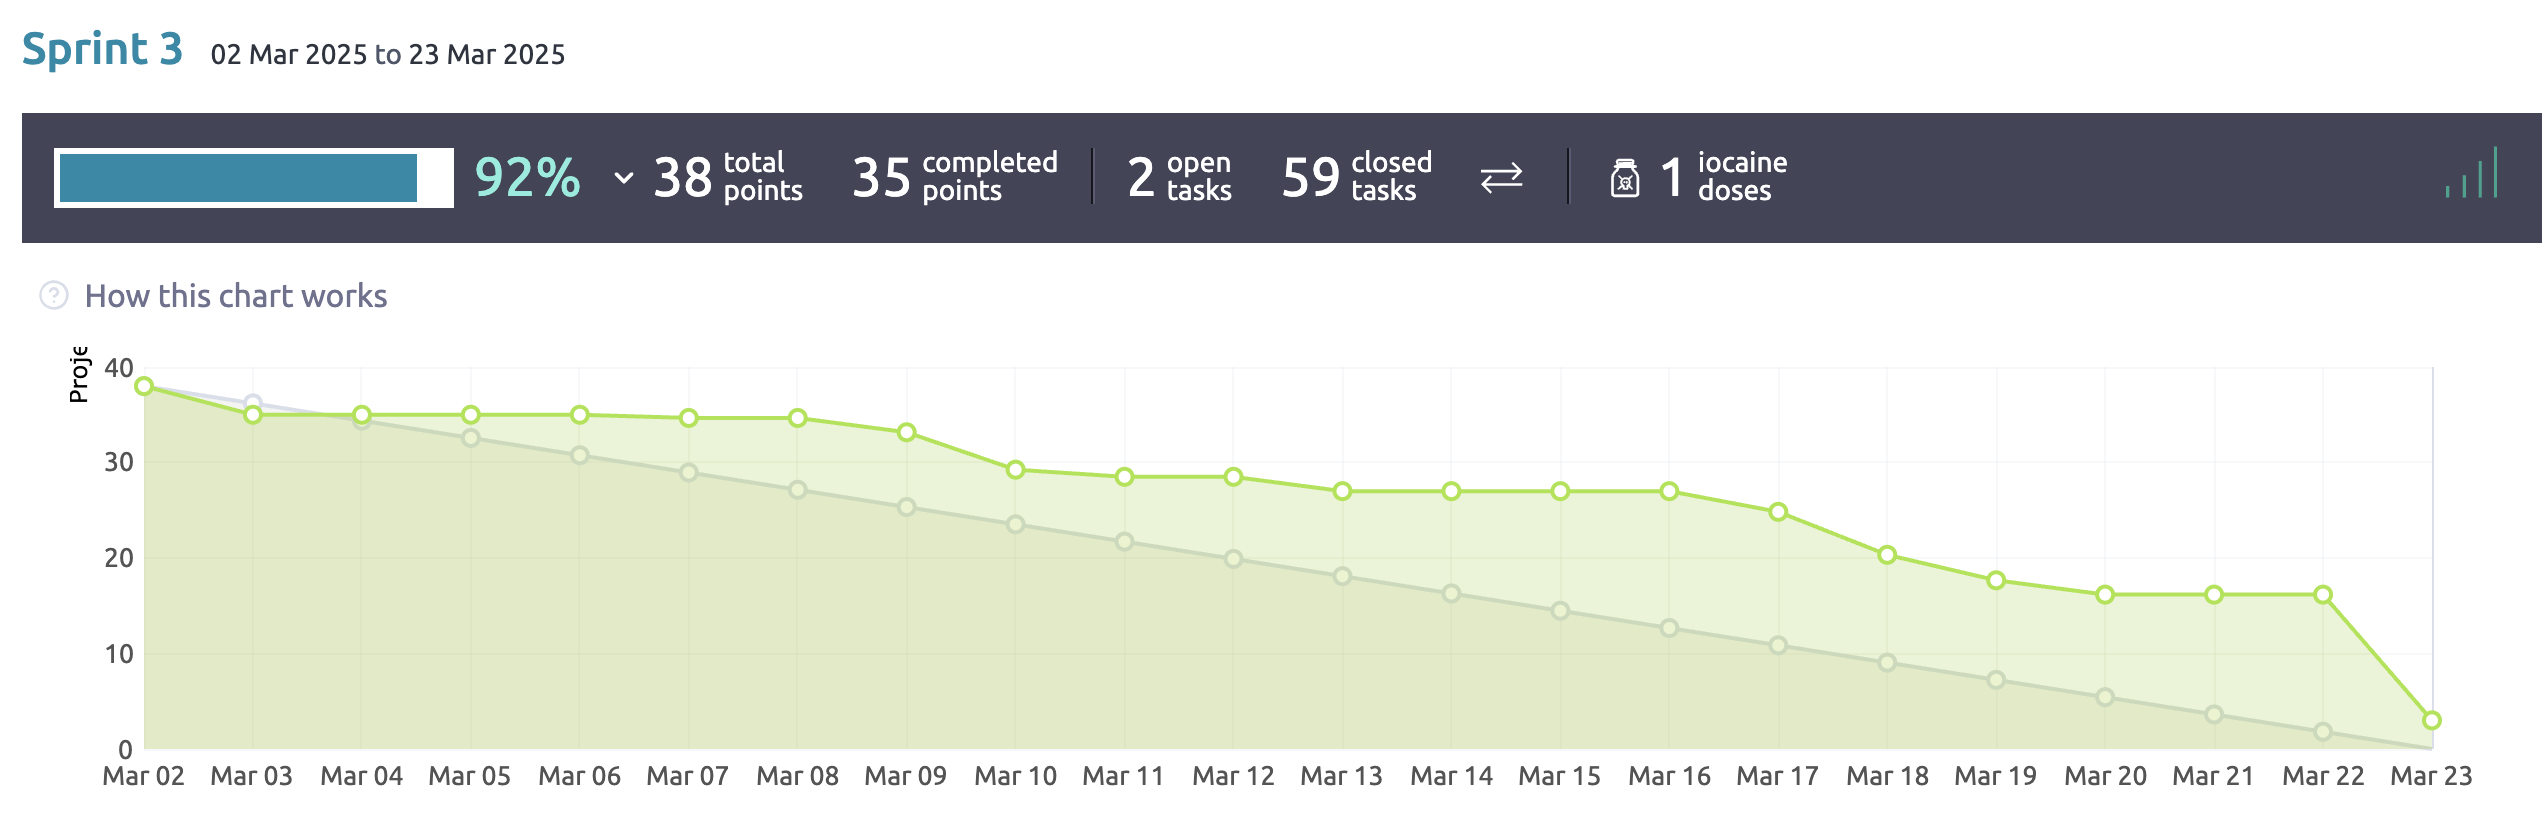 Sprint 3 02 Mar 2025 to 23 Mar 2025
92% 38 total points 35 completed points 2 open tasks 59 closed tasks 1 iocaine doses
How this chart works
40
30
20
10
0
Mar 02 Mar 03 Mar 04 Mar 05 Mar 06 Mar 07 Mar 08 Mar 09 Mar 10 Mar 11 Mar 12 Mar 13 Mar 14 Mar 15 Mar 16 Mar 17 Mar 18 Mar 19 Mar 20 Mar 21 Mar 22 Mar 23